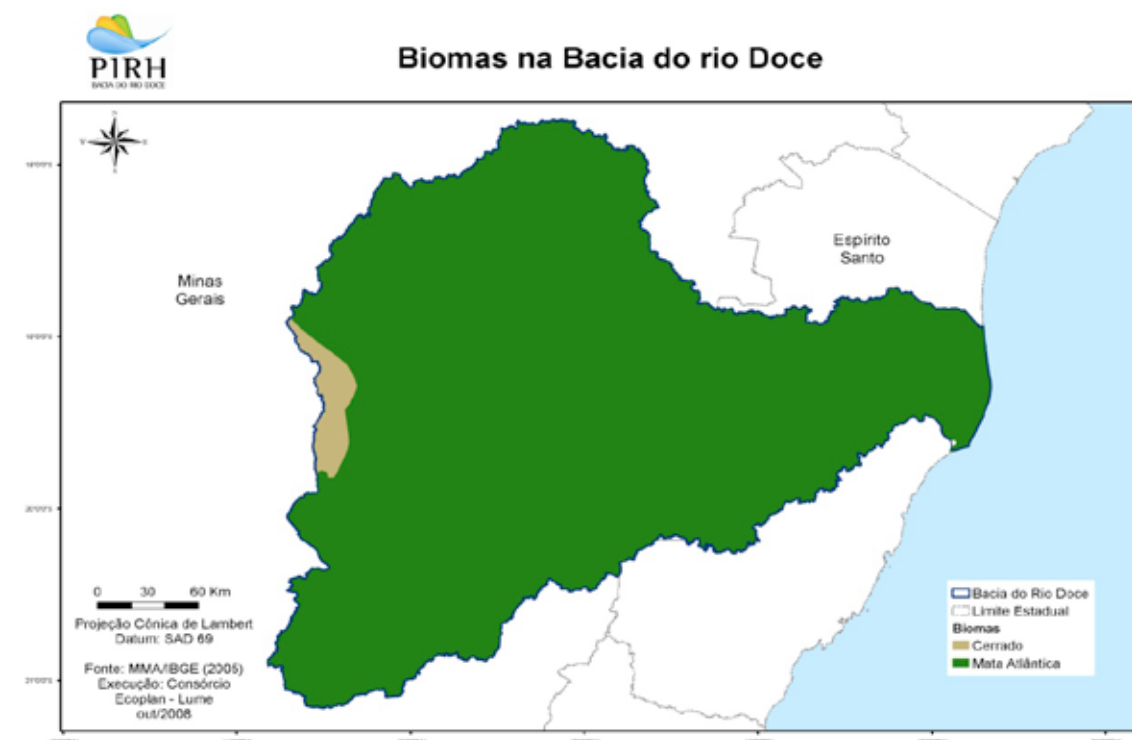 PIRH
BACIA DO RIO DOCE
Biomas na Bacia do rio Doce
Minas
Gerais
Espirito
Santo
0 30 60 Km
Projeção Cônica de Lambert
Datum: SAD 69
Fonte: MMA/IBGE (2005)
Execução: Consórcio
Ecoplan - Lume
out/2008
Bacia do Rio Doce
Limite Estadual
Biomas
Cerrado
Mata Atlântica